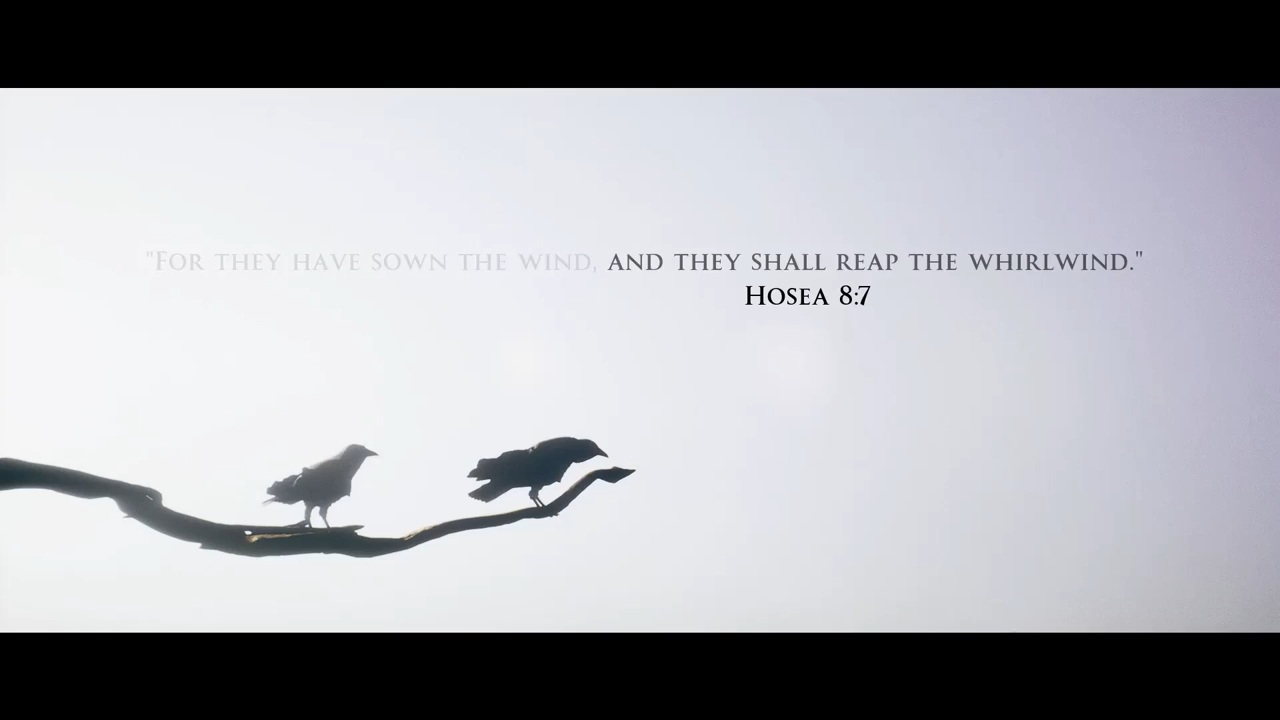 "For they have sown the wind, and they shall reap the whirlwind."
Hosea 8:7